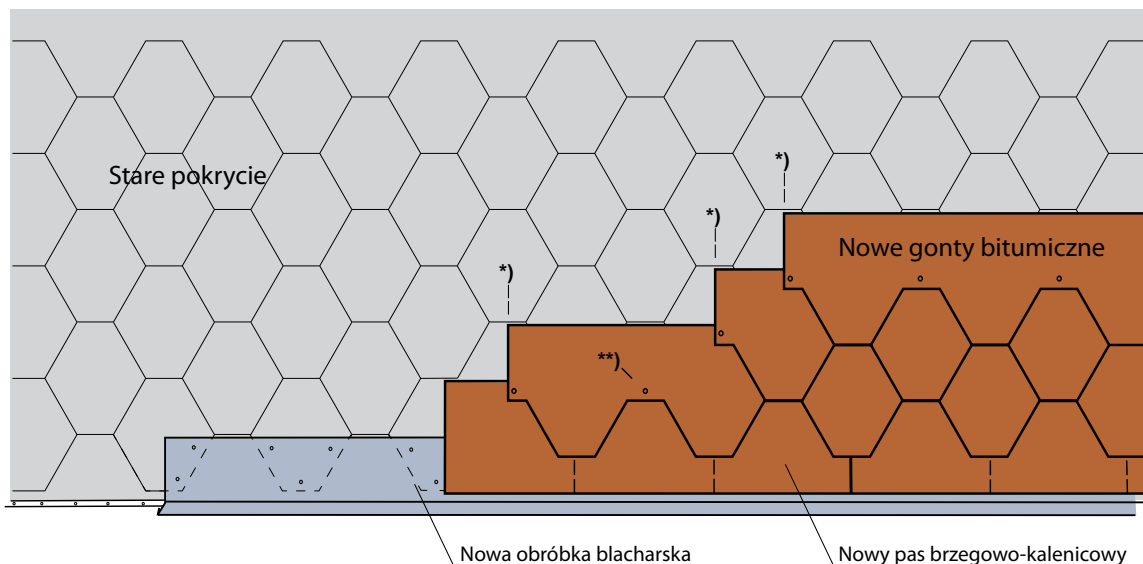 *)
Stare pokrycie
*)
Nowe gonty bitumiczne
*)
**)
Nowa obróbka blacharska
Nowy pas brzegowo-kalenicowy